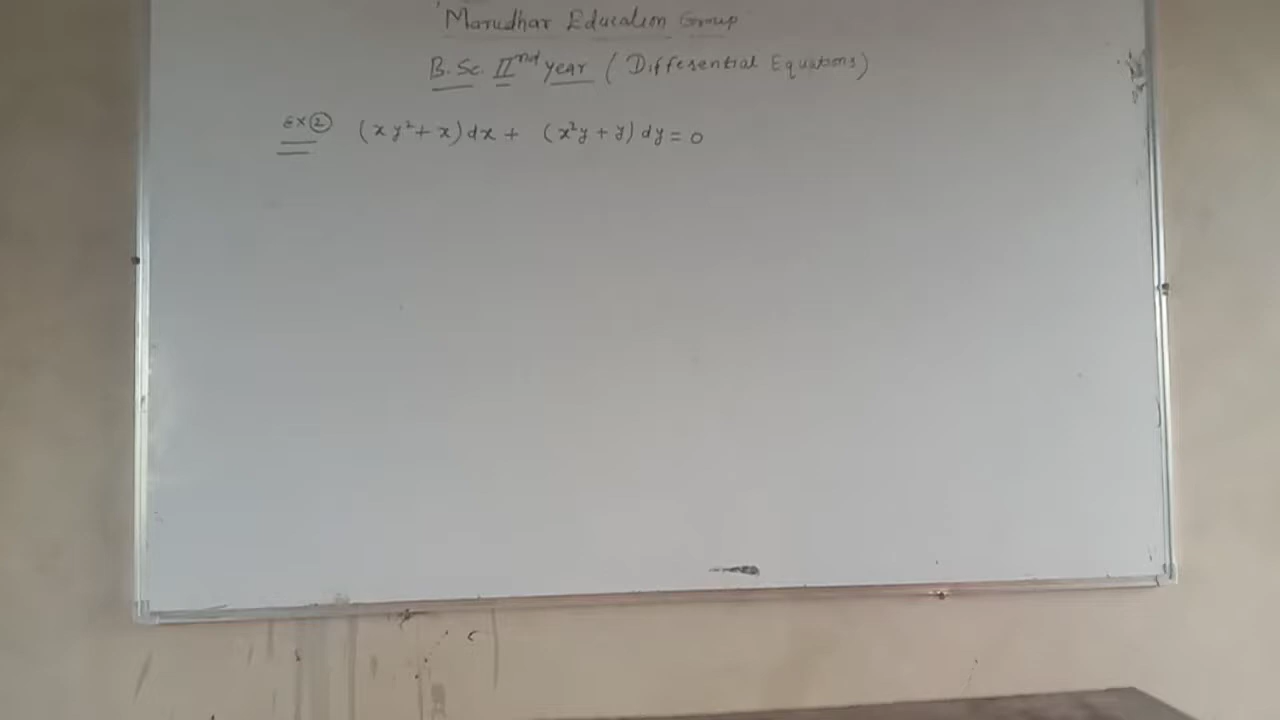 Marudhar Education Group
B.Sc. IInd year (Differential Equations)
Ex② (xy²+x)dx + (x²y+y)dy=0